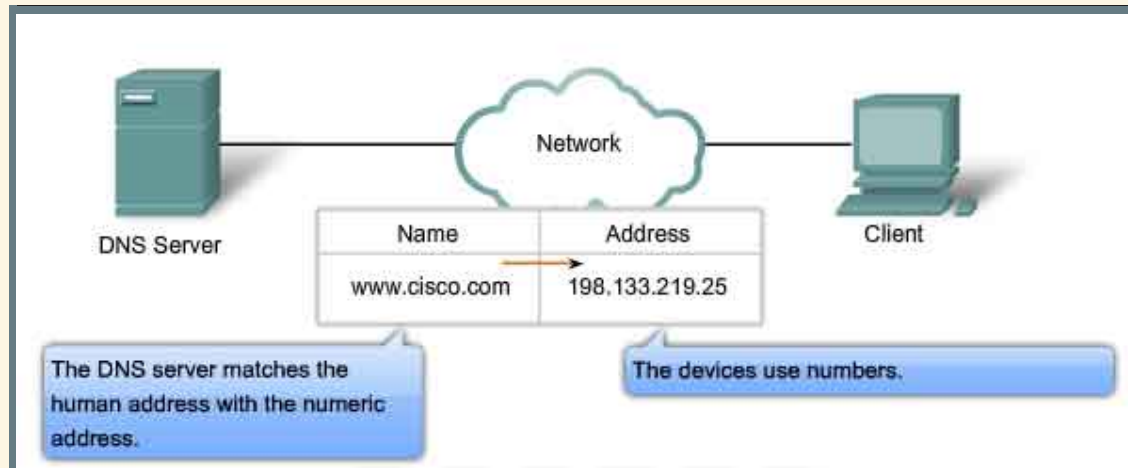 Network
DNS Server
Client
Name Address
www.cisco.com 198.133.219.25
The DNS server matches the
human address with the numeric
address.
The devices use numbers.